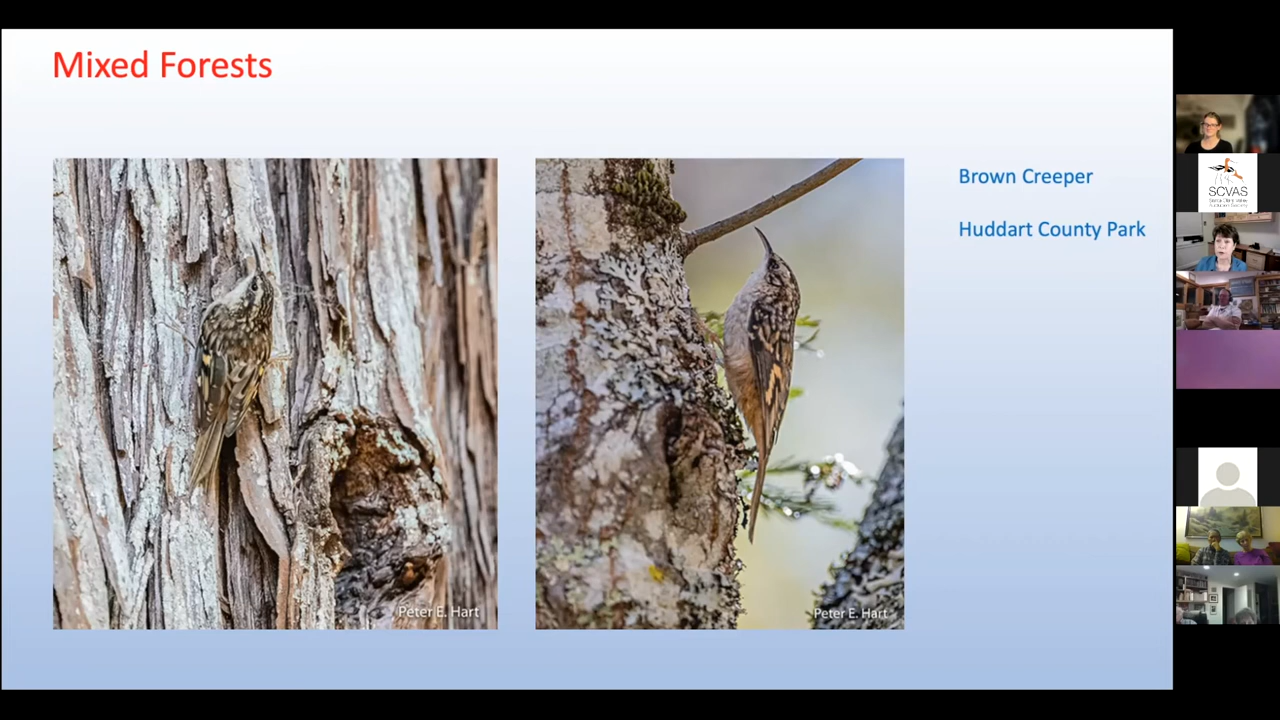 Mixed Forests
Brown Creeper
Huddart County Park
Peter E. Hart
Peter E. Hart
SCVAS